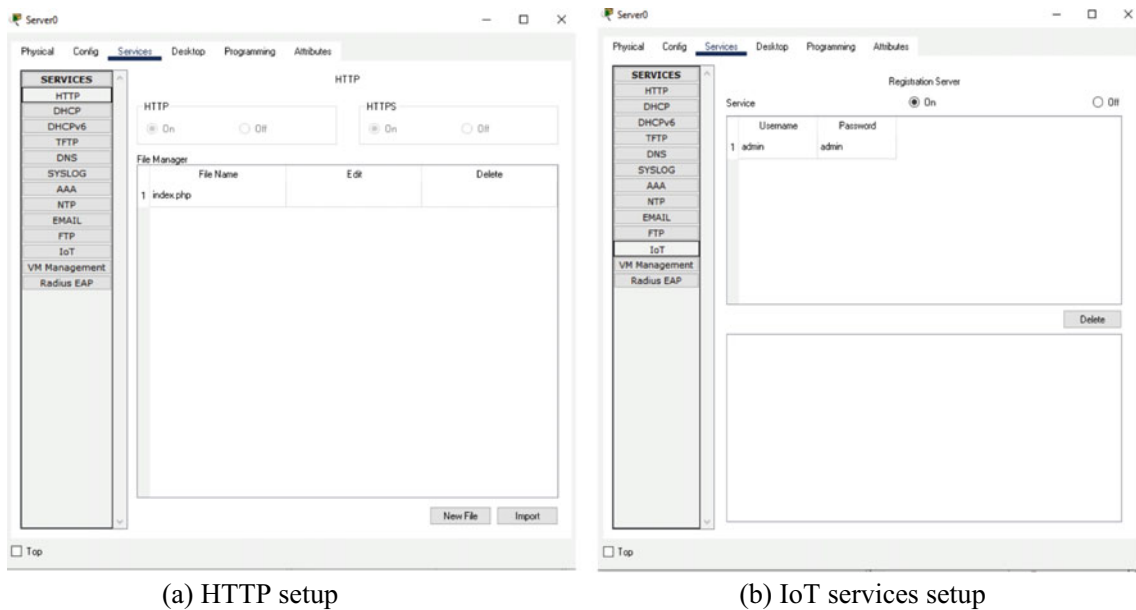 Server0
Physical Config Services Desktop Programming Attributes
SERVICES
HTTP
DHCP
DHCPv6
TFTP
DNS
SYSLOG
AAA
NTP
EMAIL
FTP
IoT
VM Management
Radius EAP
HTTP
HTTP
On Off
HTTPS
On Off
File Manager
File Name Edit Delete
1 index.php
New File Import
Top
(a) HTTP setup
Server0
Physical Config Services Desktop Programming Attributes
SERVICES
HTTP
DHCP
DHCPv6
TFTP
DNS
SYSLOG
AAA
NTP
EMAIL
FTP
IoT
VM Management
Radius EAP
Registration Server
Service On Off
Username Password
1 admin admin
Delete
Top
(b) IoT services setup